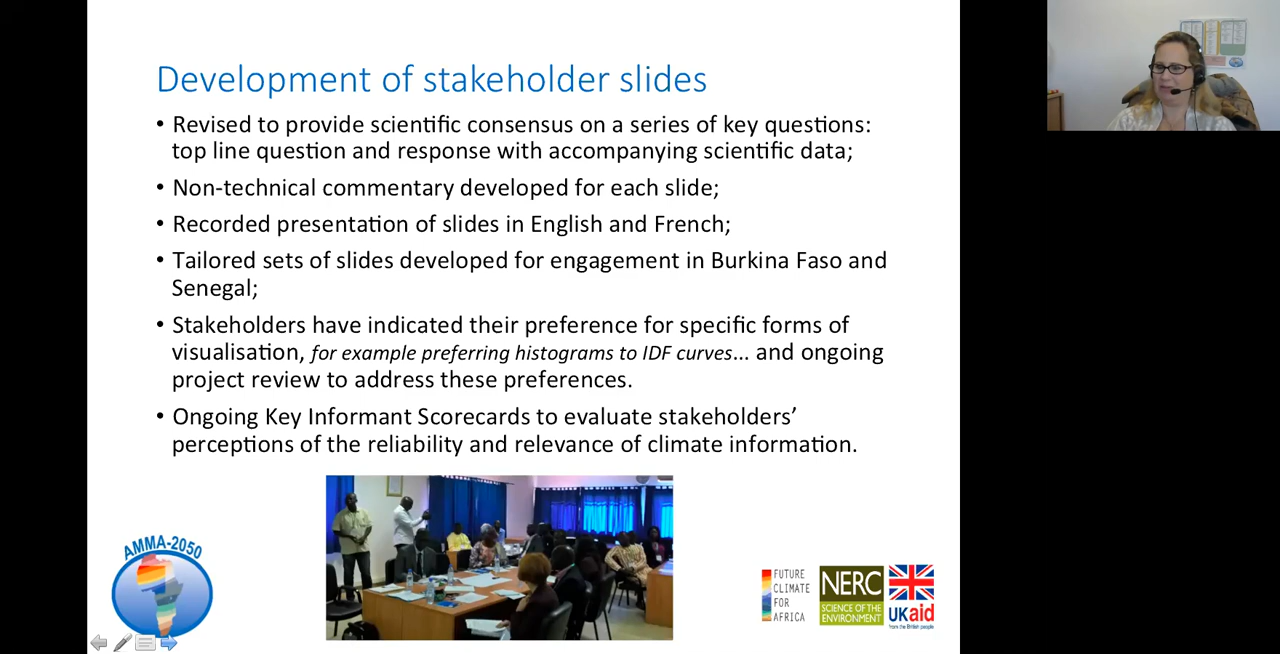 Development of stakeholder slides
• Revised to provide scientific consensus on a series of key questions:
top line question and response with accompanying scientific data;
• Non-technical commentary developed for each slide;
• Recorded presentation of slides in English and French;
• Tailored sets of slides developed for engagement in Burkina Faso and
Senegal;
• Stakeholders have indicated their preference for specific forms of
visualisation, for example preferring histograms to IDF curves... and ongoing
project review to address these preferences.
• Ongoing Key Informant Scorecards to evaluate stakeholders’
perceptions of the reliability and relevance of climate information.
AMMA-2050
FUTURE
CLIMATE
FOR
AFRICA
NERC
SCIENCE OF THE
ENVIRONMENT
UKaid
from the British people